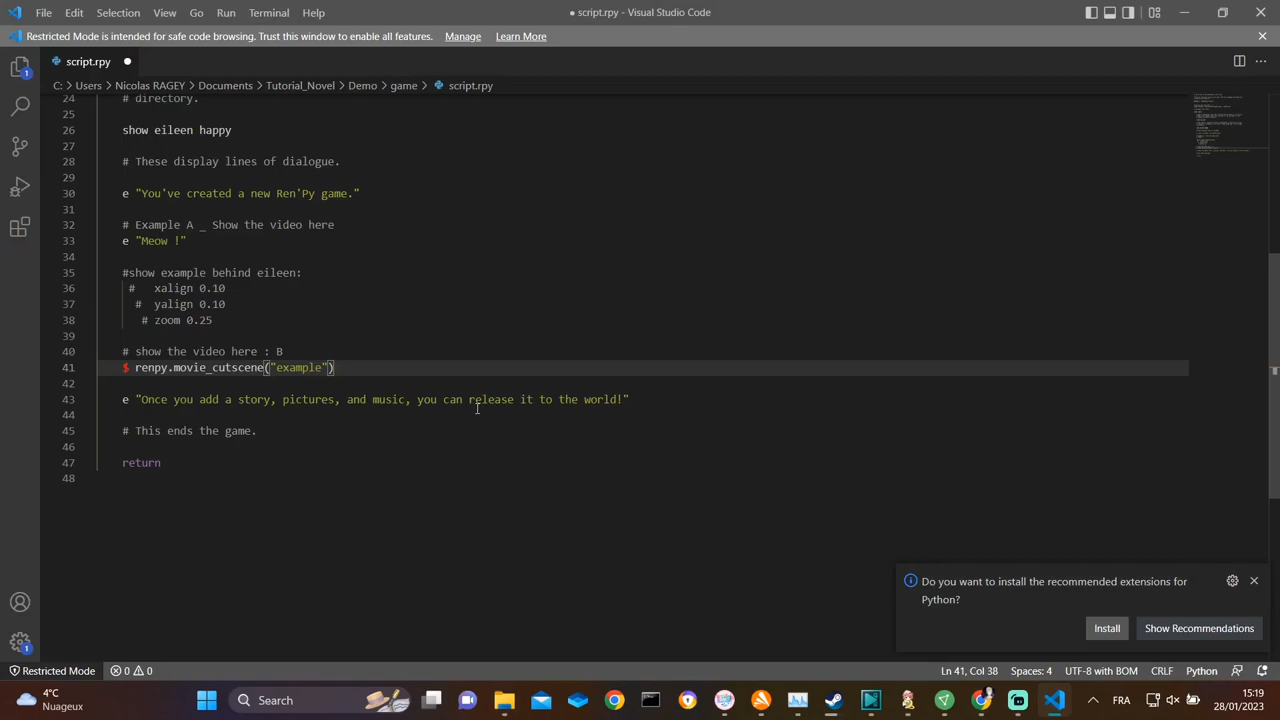 File Edit Selection View Go Run Terminal Help
● script.rpy - Visual Studio Code
Restricted Mode is intended for safe code browsing. Trust this window to enable all features. Manage Learn More
script.rpy ●
C: > Users > Nicolas RAGEY > Documents > Tutorial_Novel > Demo > game > script.rpy
24 # directory.
25
26 show eileen happy
27
28 # These display lines of dialogue.
29
30 e "You've created a new Ren'Py game."
31
32 # Example A _ Show the video here
33 e "Meow !"
34
35 #show example behind eileen:
36 # xalign 0.10
37 # yalign 0.10
38 # zoom 0.25
39
40 # show the video here : B
41 $ renpy.movie_cutscene("example")
42
43 e "Once you add a story, pictures, and music, you can release it to the world!"
44
45 # This ends the game.
46
47 return
48
Do you want to install the recommended extensions for
Python?
Install Show Recommendations
1
1
Restricted Mode 0 0 Ln 41, Col 38 Spaces: 4 UTF-8 with BOM CRLF Python
4°C
Nuageux
Search
FRA
15:19
28/01/2023